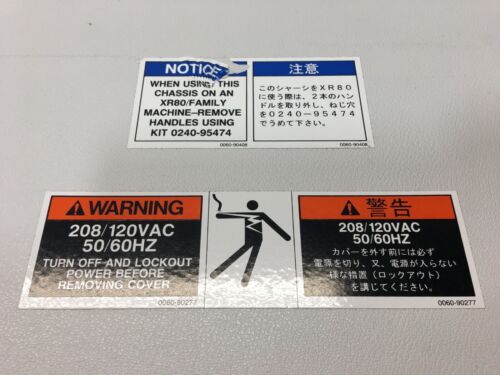 NOTICE
WHEN USING THIS
CHASSIS ON AN
XR80/FAMILY
MACHINE-REMOVE
HANDLES USING
KIT 0240-95474
0060-90408
注意
このシャーシをXR80
に使う際は、2本のハン
ドルを取り外し、ねじ穴
を0240-95474
でうめて下さい。
0060-90408
WARNING
208/120VAC
50/60HZ
TURN OFF AND LOCKOUT
POWER BEFORE
REMOVING COVER
0060-90277
警告
208/120VAC
50/60HZ
カバーを外す前には必ず
電源を切り、又、電源が入らない
様な措置（ロックアウト）
を講じてください。
0060-90277